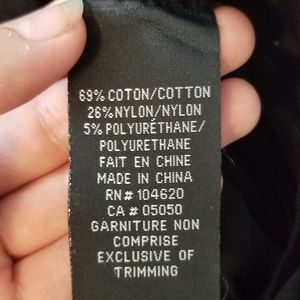 69% COTON/COTTON
26% NYLON/NYLON
5% POLYURÉTHANE/
POLYURETHANE
FAIT EN CHINE
MADE IN CHINA
RN# 104620
CA # 05050
GARNITURE NON
COMPRISE
EXCLUSIVE OF
TRIMMING